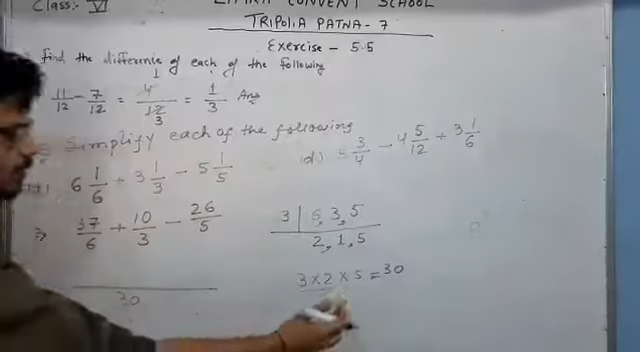 Class:- VI
CONVENT SCHOOL
TRIPOLIA PATNA - 7
Exercise - 5.5
Find the difference of each of the following
11/12 - 7/12 = 4/12 = 1/3 Ans
1
3
Simplify each of the following
6 1/6 + 3 1/3 - 5 1/5
(d) 5 3/4 - 4 5/12 + 3 1/6
⇒ 37/6 + 10/3 - 26/5
30
3 | 6, 3, 5
2, 1, 5
3 × 2 × 5 = 30